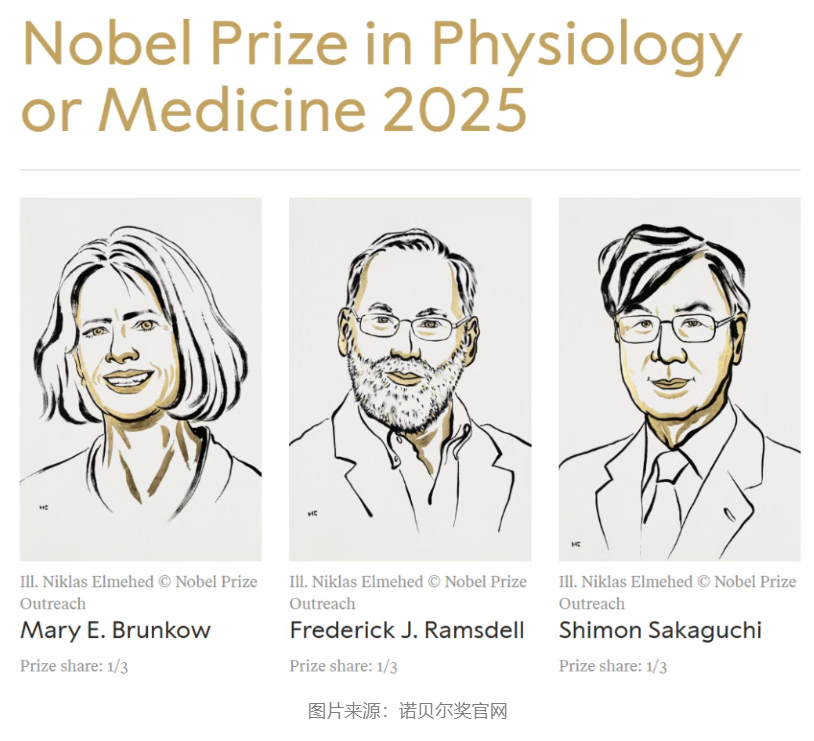 Nobel Prize in Physiology
or Medicine 2025
Ill. Niklas Elmehed © Nobel Prize
Outreach
Mary E. Brunkow
Prize share: 1/3
Ill. Niklas Elmehed © Nobel Prize
Outreach
Frederick J. Ramsdell
Prize share: 1/3
Ill. Niklas Elmehed © Nobel Prize
Outreach
Shimon Sakaguchi
Prize share: 1/3
图片来源：诺贝尔奖官网